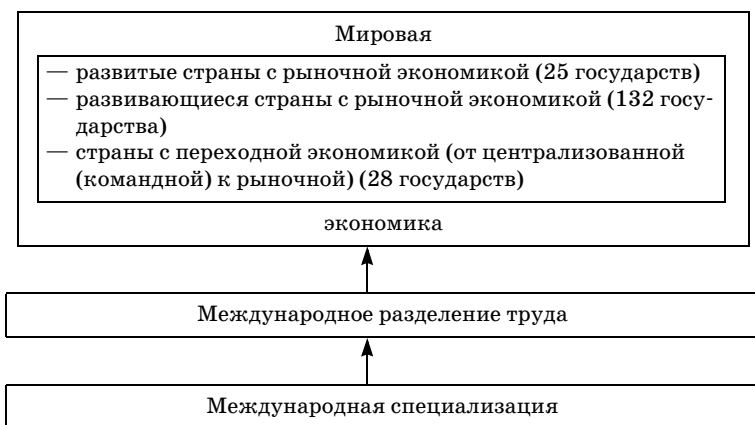 Мировая
— развитые страны с рыночной экономикой (25 государств)
— развивающиеся страны с рыночной экономикой (132 госу-
дарства)
— страны с переходной экономикой (от централизованной
(командной) к рыночной) (28 государств)
экономика
Международное разделение труда
Международная специализация